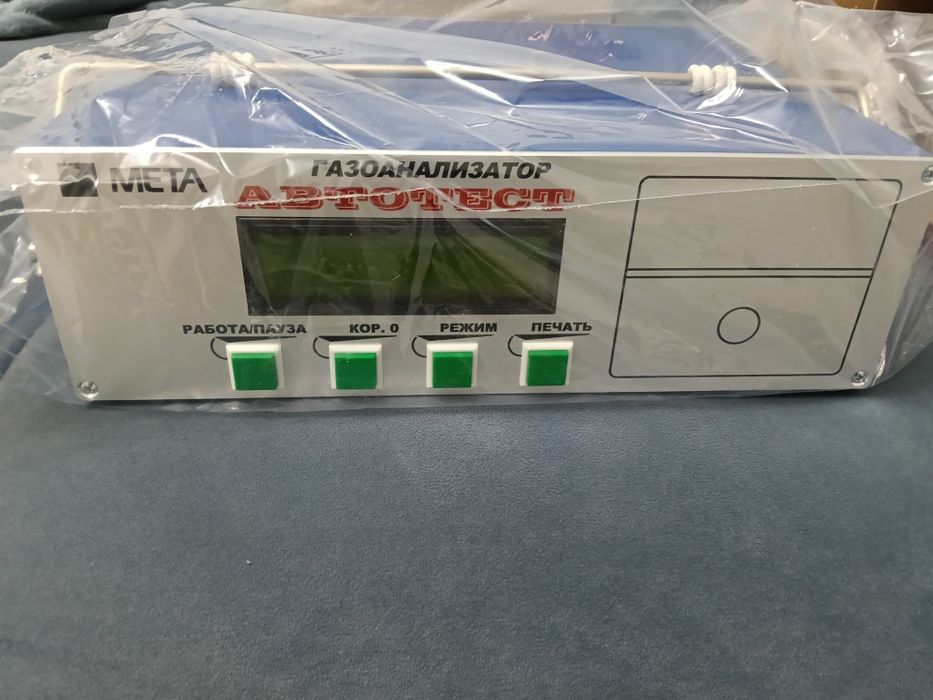 МЕТА
ГАЗОАНАЛИЗАТОР
АВТОТЕСТ
РАБОТА/ПАУЗА КОР. 0 РЕЖИМ ПЕЧАТЬ